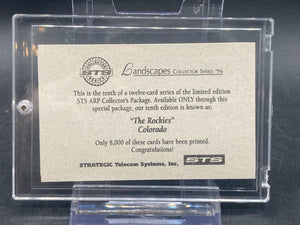 STS
Landscapes COLLECTOR SERIES '96
This is the tenth of a twelve-card series of the limited edition
STS ARP Collector's Package. Available ONLY through this
special package, our tenth edition is known as:
"The Rockies"
Colorado
Only 8,000 of these cards have been printed.
Congratulations!
STRATEGIC Telecom Systems, Inc. STS